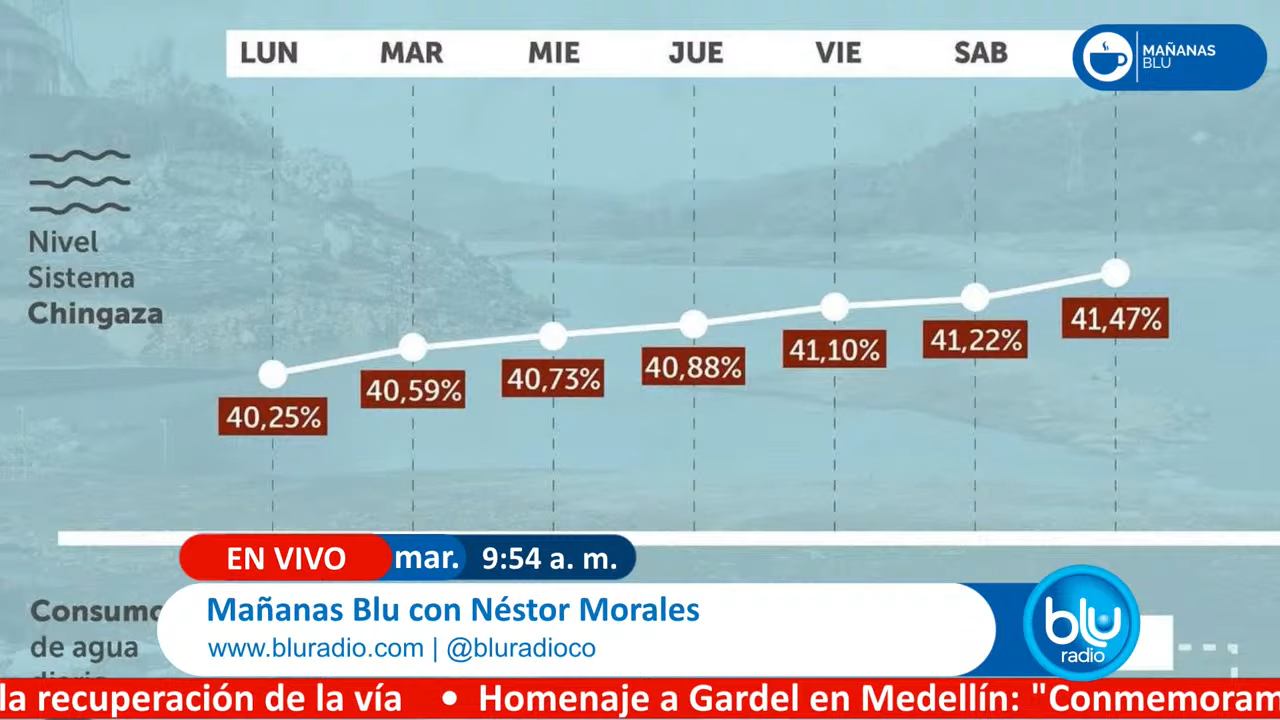 LUN MAR MIE JUE VIE SAB
MAÑANAS
BLU
Nivel
Sistema
Chingaza
40,25% 40,59% 40,73% 40,88% 41,10% 41,22% 41,47%
EN VIVO mar. 9:54 a. m.
Consumo
de agua
Mañanas Blu con Néstor Morales
www.bluradio.com | @bluradioco
blu
radio
la recuperación de la vía • Homenaje a Gardel en Medellín: "Conmemoram